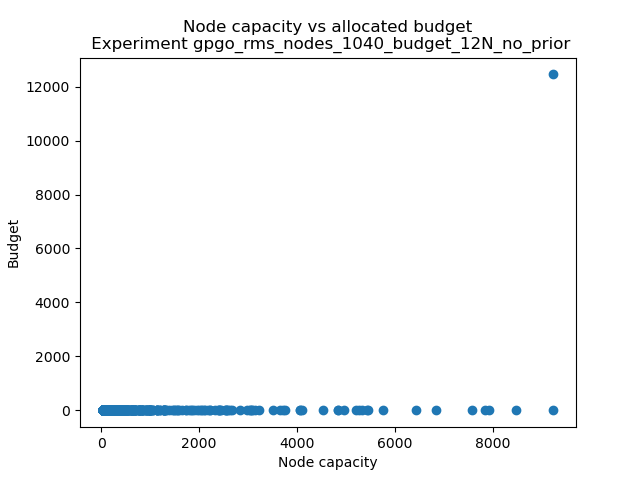 Node capacity vs allocated budget
Experiment gpgo_rms_nodes_1040_budget_12N_no_prior
12000
10000
8000
6000
4000
2000
0
Budget
0 2000 4000 6000 8000
Node capacity